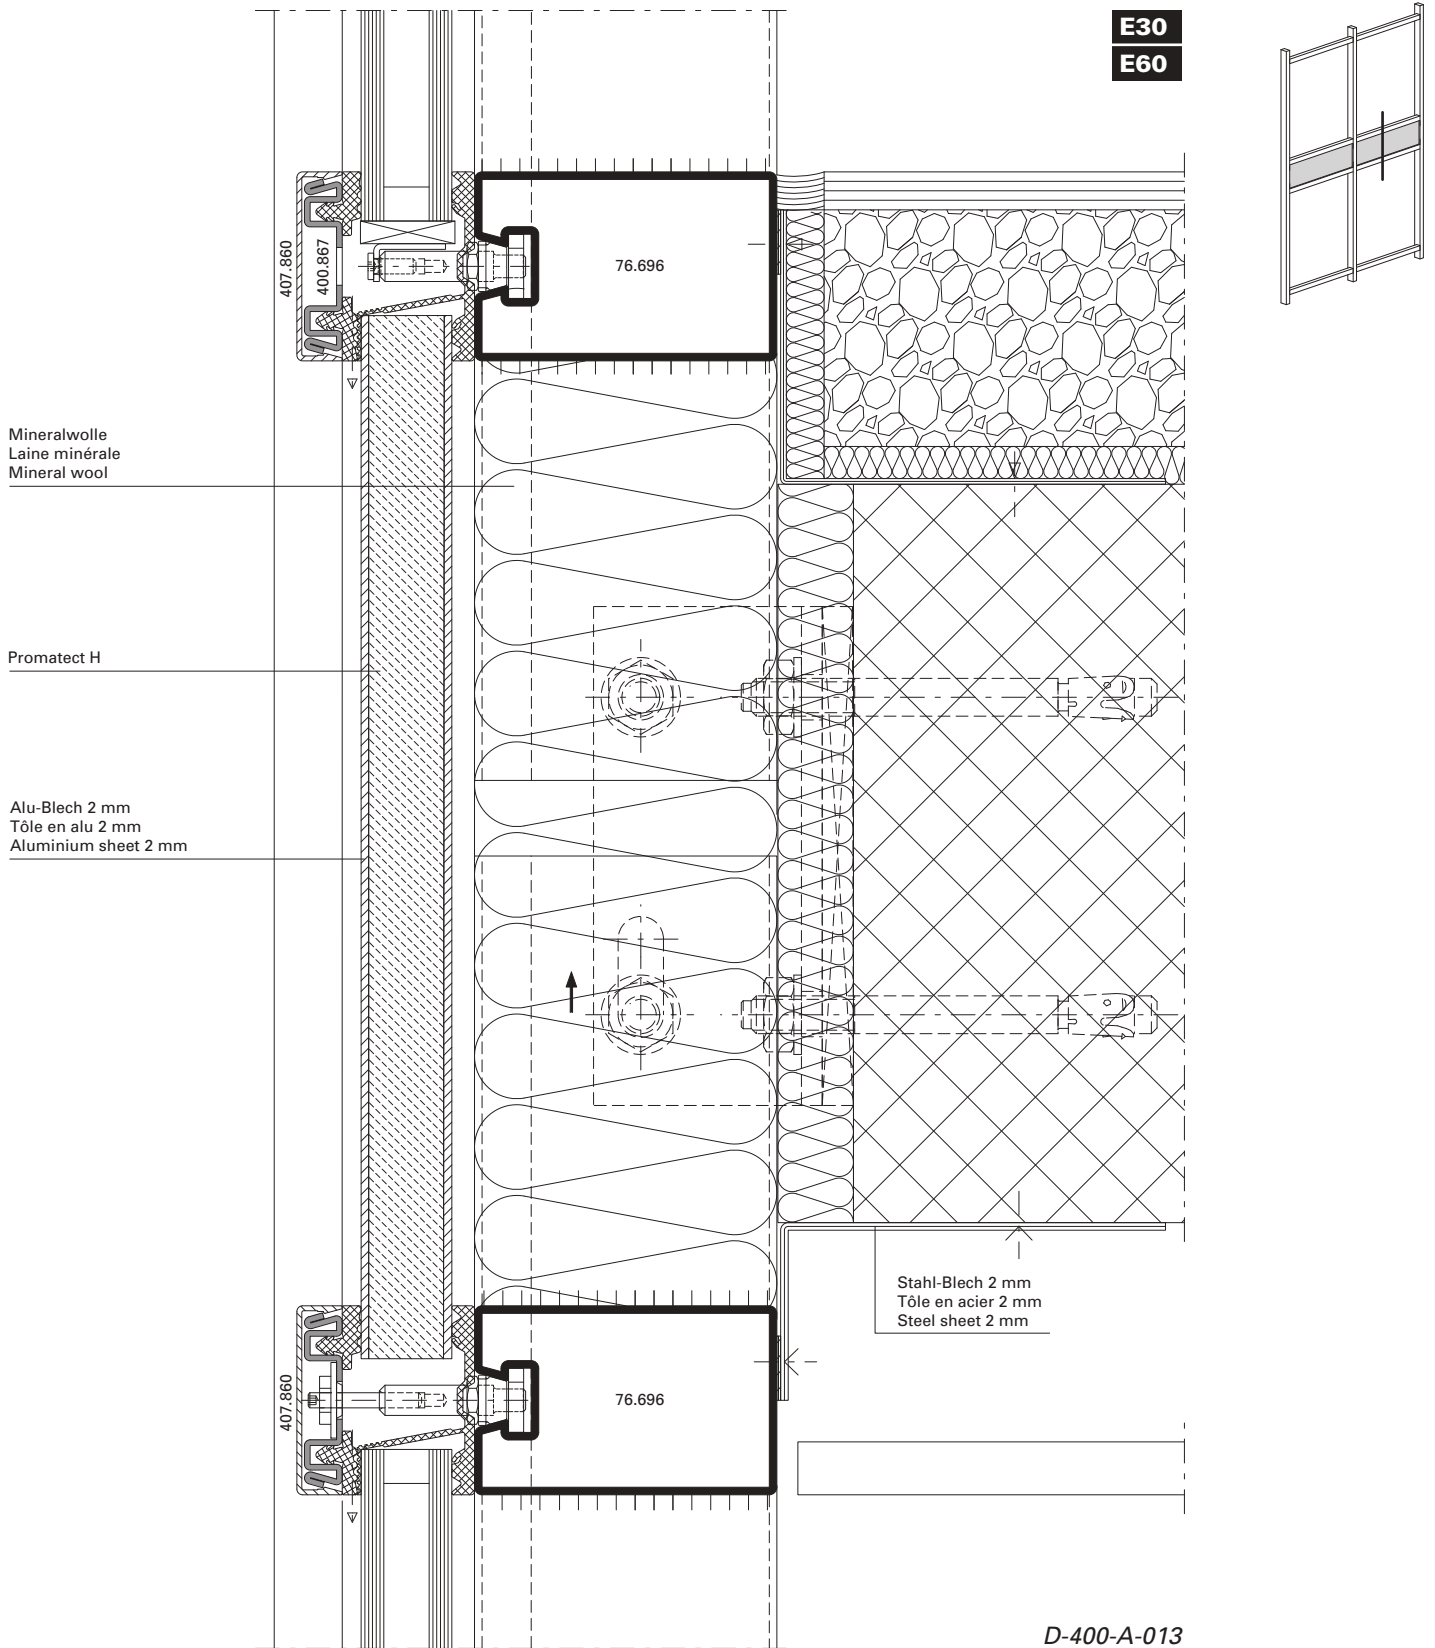 E30
E60
407.860
400.867
76.696
Mineralwolle
Laine minérale
Mineral wool
Promatect H
Alu-Blech 2 mm
Tôle en alu 2 mm
Aluminium sheet 2 mm
Stahl-Blech 2 mm
Tôle en acier 2 mm
Steel sheet 2 mm
407.860
76.696
D-400-A-013